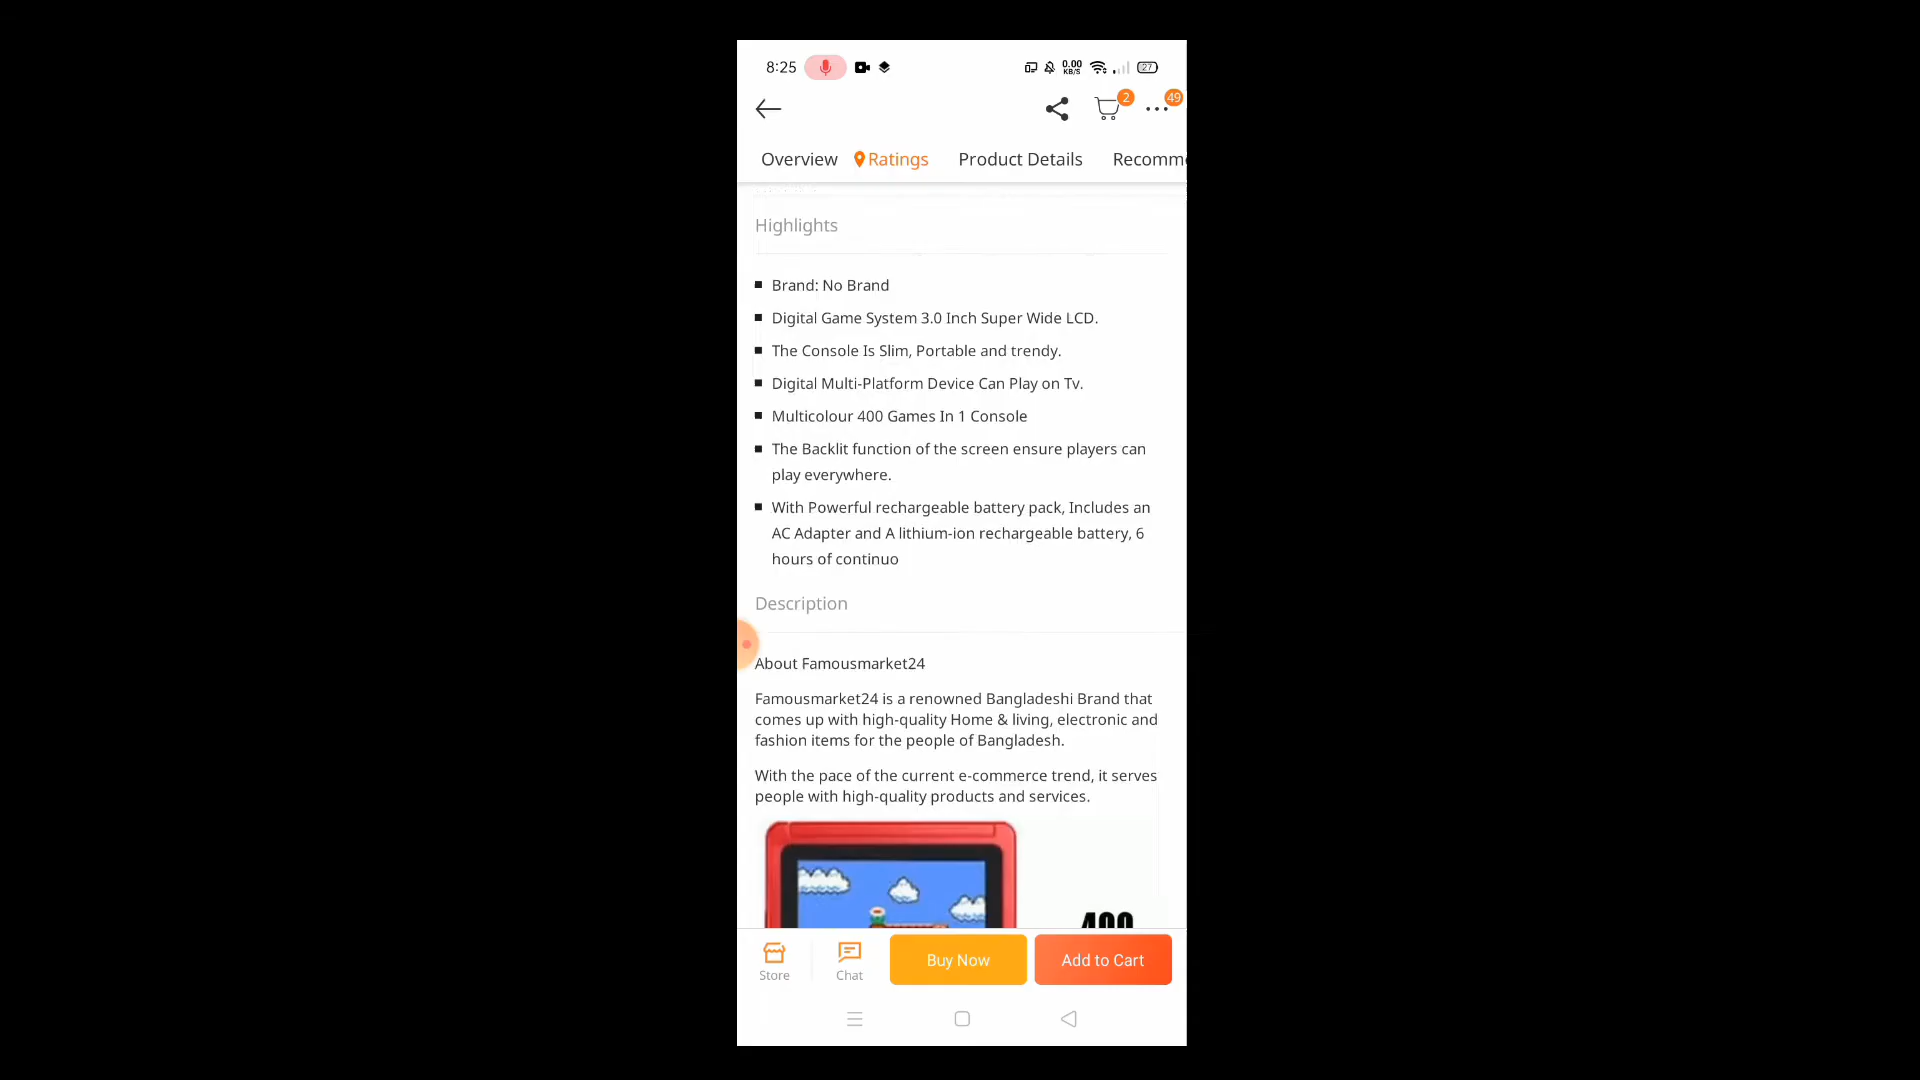 8:25
0.00
KB/S
27
2
49
Overview
Ratings
Product Details
Recomm
Highlights
Brand: No Brand
Digital Game System 3.0 Inch Super Wide LCD.
The Console Is Slim, Portable and trendy.
Digital Multi-Platform Device Can Play on Tv.
Multicolour 400 Games In 1 Console
The Backlit function of the screen ensure players can
play everywhere.
With Powerful rechargeable battery pack, Includes an
AC Adapter and A lithium-ion rechargeable battery, 6
hours of continuo
Description
About Famousmarket24
Famousmarket24 is a renowned Bangladeshi Brand that
comes up with high-quality Home & living, electronic and
fashion items for the people of Bangladesh.
With the pace of the current e-commerce trend, it serves
people with high-quality products and services.
400
Store
Chat
Buy Now
Add to Cart